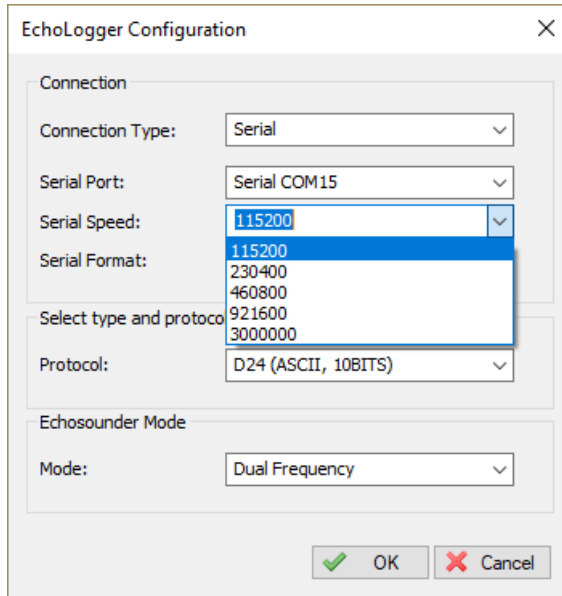 EchoLogger Configuration
Connection
Connection Type: Serial
Serial Port: Serial COM15
Serial Speed: 115200
115200
Serial Format:
230400
460800
921600
Select type and protocol
3000000
Protocol: D24 (ASCII, 10BITS)
Echosounder Mode
Mode: Dual Frequency
OK Cancel